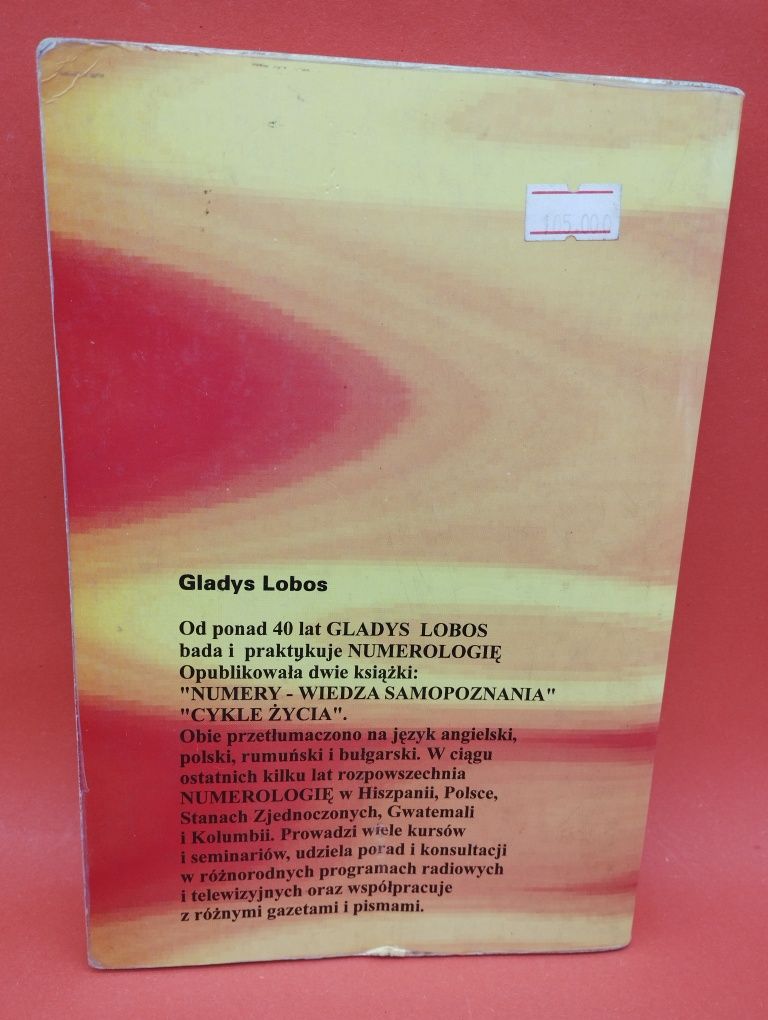 105.000
Gladys Lobos
Od ponad 40 lat GLADYS LOBOS
bada i praktykuje NUMEROLOGIĘ
Opublikowała dwie książki:
"NUMERY - WIEDZA SAMOPOZNANIA"
"CYKLE ŻYCIA".
Obie przetłumaczono na język angielski,
polski, rumuński i bułgarski. W ciągu
ostatnich kilku lat rozpowszechnia
NUMEROLOGIĘ w Hiszpanii, Polsce,
Stanach Zjednoczonych, Gwatemali
i Kolumbii. Prowadzi wiele kursów
i seminariów, udziela porad i konsultacji
w różnorodnych programach radiowych
i telewizyjnych oraz współpracuje
z różnymi gazetami i pismami.